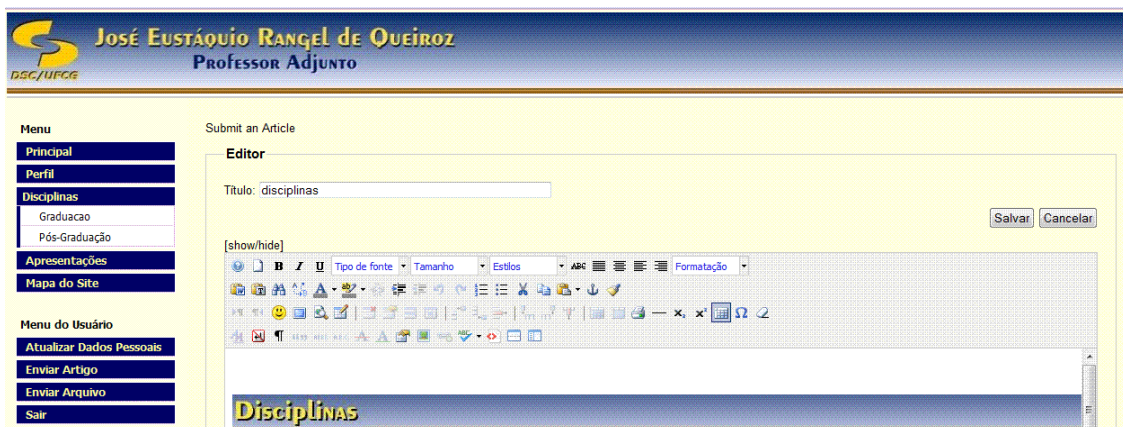 José Eustáquio Rangel de Queiroz
Professor Adjunto
DSC/UFCG
Menu
Principal
Perfil
Disciplinas
Graduacao
Pós-Graduação
Apresentações
Mapa do Site
Menu do Usuário
Atualizar Dados Pessoais
Enviar Artigo
Enviar Arquivo
Sair
Submit an Article
Editor
Título: disciplinas
Salvar Cancelar
[show/hide]
B I U Tipo de fonte Tamanho Estilos ABC Formatação
Disciplinas